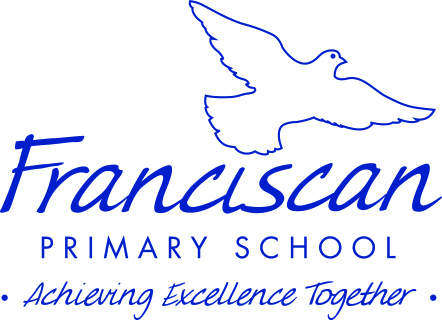 Franciscan
PRIMARY SCHOOL
• Achieving Excellence Together •